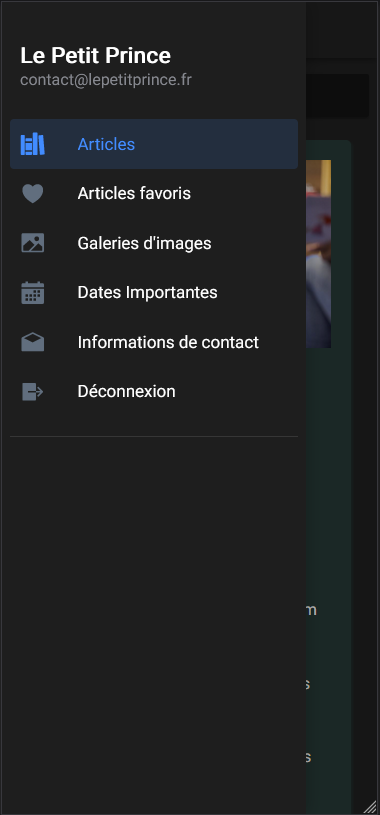 Le Petit Prince
contact@lepetitprince.fr
Articles
Articles favoris
Galeries d'images
Dates Importantes
Informations de contact
Déconnexion
m
s
s